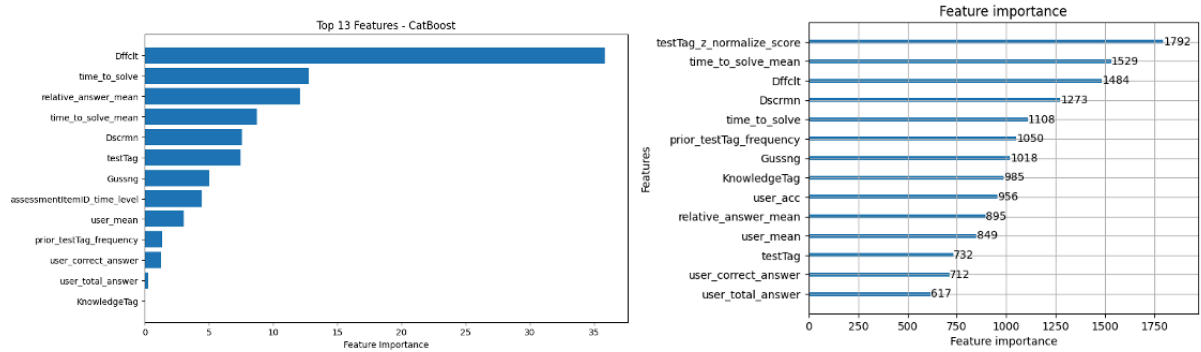 Top 13 Features - CatBoost
Dffclt
time_to_solve
relative_answer_mean
time_to_solve_mean
Dscrmn
testTag
Gussng
assessmentItemID_time_level
user_mean
prior_testTag_frequency
user_correct_answer
user_total_answer
KnowledgeTag
0 5 10 15 20 25 30 35
Feature Importance
Feature importance
Features
testTag_z_normalize_score 1792
time_to_solve_mean 1529
Dffclt 1484
Dscrmn 1273
time_to_solve 1108
prior_testTag_frequency 1050
Gussng 1018
KnowledgeTag 985
user_acc 956
relative_answer_mean 895
user_mean 849
testTag 732
user_correct_answer 712
user_total_answer 617
0 250 500 750 1000 1250 1500 1750
Feature importance